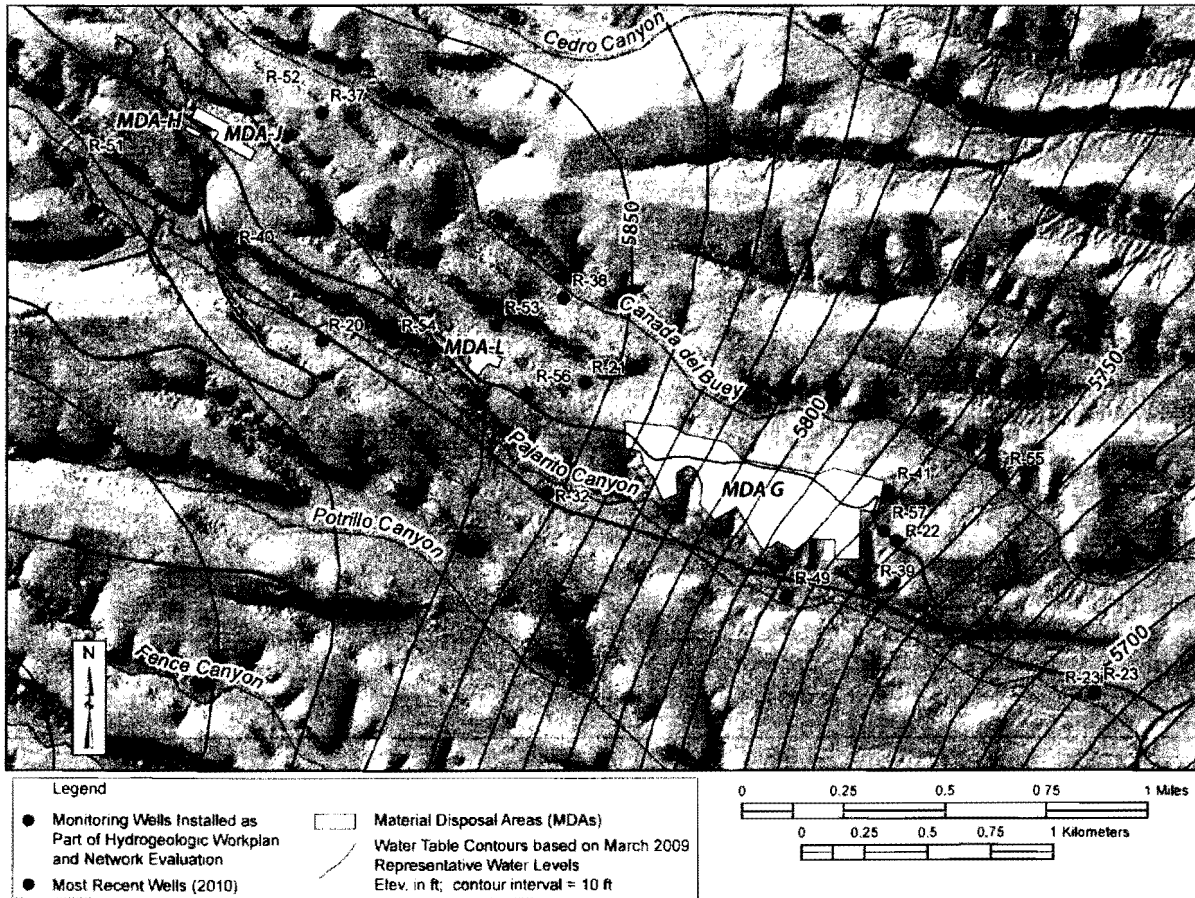 Cedro Canyon
R-52
R-37
MDA-H
MDA-J
R-51
R-40
5850
R-38
R-53
Canada del Buey
R-20
R-54
MDA-L
R-21
R-56
5750
5800
R-55
R-41
MDA G
R-57
R-22
Pajarito Canyon
R-32
Potrillo Canyon
R-39
R-49
5700
R-23
R-23
N
Fence Canyon
Legend
Monitoring Wells Installed as
Part of Hydrogeologic Workplan
and Network Evaluation
Most Recent Wells (2010)
Material Disposal Areas (MDAs)
Water Table Contours based on March 2009
Representative Water Levels
Elev. in ft; contour interval = 10 ft
0 0.25 0.5 0.75 1 Miles
0 0.25 0.5 0.75 1 Kilometers